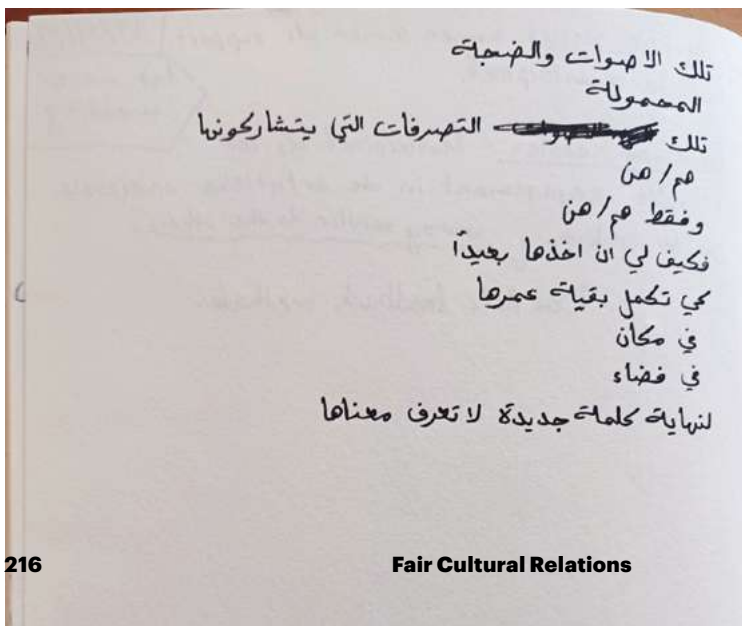 تلك الاصوات والضجة
المحمولة
تلك التصرفات التي يتشاركونها
هم/هن
وفقط هم/هن
فكيف لي ان اخذها بعيداً
كي تكمل بقية عمرها
في مكان
في فضاء
لنهاية كلمة جديدة لا تعرف معناها
216
Fair Cultural Relations